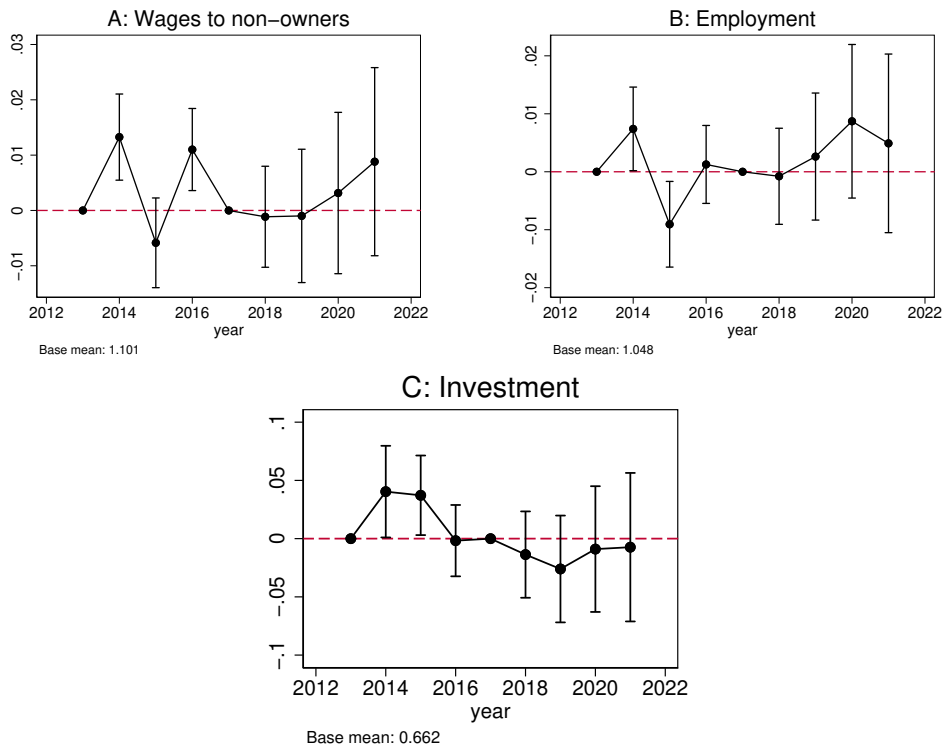 A: Wages to non−owners
.03
.02
.01
0
−.01
2012 2014 2016 2018 2020 2022
year
Base mean: 1.101
B: Employment
.02
.01
0
−.01
−.02
2012 2014 2016 2018 2020 2022
year
Base mean: 1.048
C: Investment
.1
.05
0
−.05
−.1
2012 2014 2016 2018 2020 2022
year
Base mean: 0.662